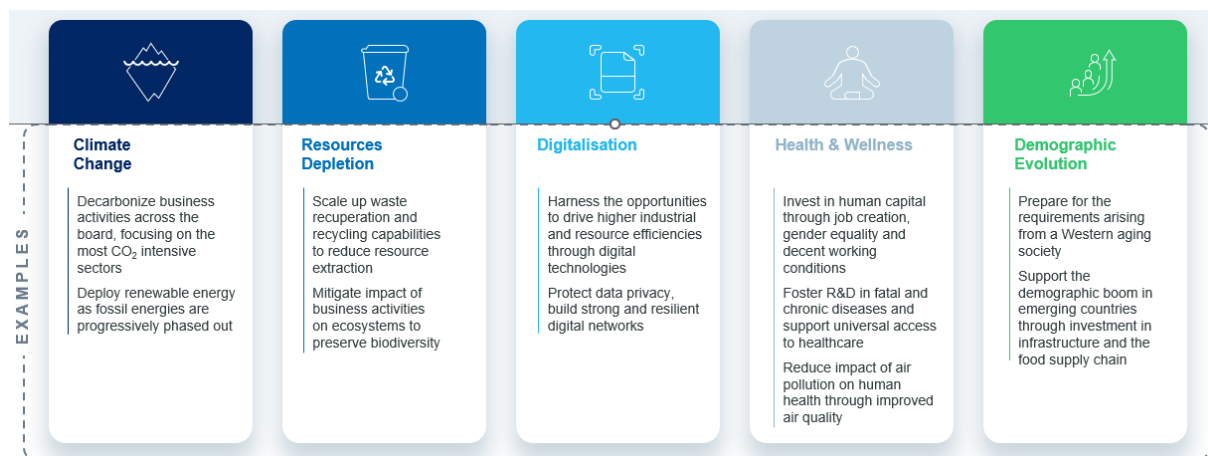 EXAMPLES
Climate
Change
Decarbonize business
activities across the
board, focusing on the
most CO₂ intensive
sectors
Deploy renewable energy
as fossil energies are
progressively phased out
Resources
Depletion
Scale up waste
recuperation and
recycling capabilities
to reduce resource
extraction
Mitigate impact of
business activities
on ecosystems to
preserve biodiversity
Digitalisation
Harness the opportunities
to drive higher industrial
and resource efficiencies
through digital
technologies
Protect data privacy,
build strong and resilient
digital networks
Health & Wellness
Invest in human capital
through job creation,
gender equality and
decent working
conditions
Foster R&D in fatal and
chronic diseases and
support universal access
to healthcare
Reduce impact of air
pollution on human
health through improved
air quality
Demographic
Evolution
Prepare for the
requirements arising
from a Western aging
society
Support the
demographic boom in
emerging countries
through investment in
infrastructure and the
food supply chain